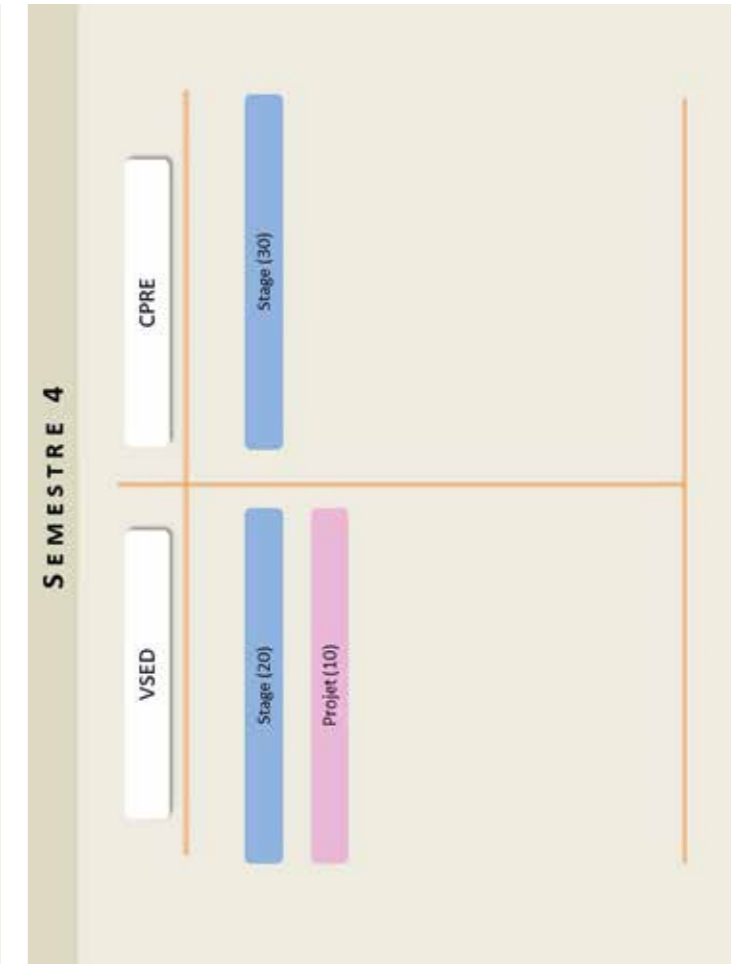 SEMESTRE 4
VSED
CPRE
Stage (20)
Stage (30)
Projet (10)